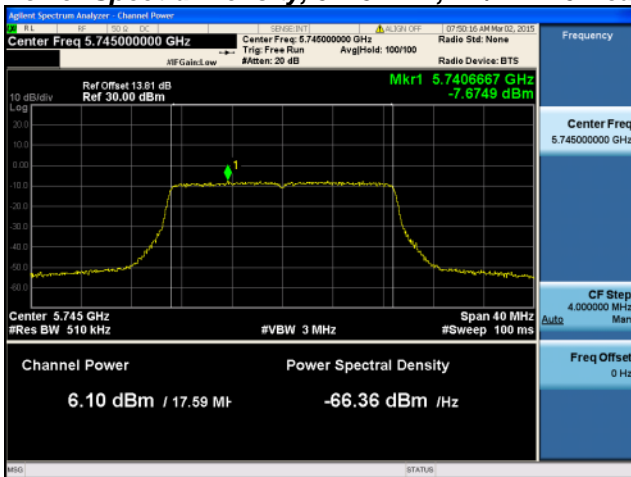 Agilent Spectrum Analyzer - Channel Power
RL RF 50 Ω DC SENSE:INT ALIGN OFF 07:50:16 AM Mar 02, 2015
Center Freq 5.745000000 GHz
Center Freq: 5.745000000 GHz
Radio Std: None
Trig: Free Run Avg|Hold: 100/100
#IFGain:Low #Atten: 20 dB Radio Device: BTS
Frequency
Mkr1 5.7406667 GHz
-7.6749 dBm
Ref Offset 13.81 dB
10 dB/div Ref 30.00 dBm
Log
20.0
10.0
0.00
-10.0
-20.0
-30.0
-40.0
-50.0
-60.0
1
Center 5.745 GHz Span 40 MHz
#Res BW 510 kHz #VBW 3 MHz #Sweep 100 ms
Channel Power Power Spectral Density
6.10 dBm / 17.59 MH -66.36 dBm /Hz
Center Freq
5.745000000 GHz
CF Step
4.000000 MHz
Auto Man
Freq Offset
0 Hz
MSG STATUS